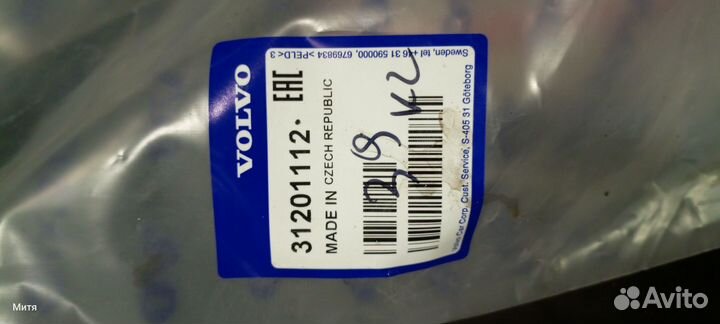 VOLVO
31201112* EAC
MADE IN CZECH REPUBLIC
Volvo Car Corp. Cust. Service, S-405 31 Göteborg
Sweden, tel +46 31 590000, 6769834 >PELD< 3
Митя
Avito